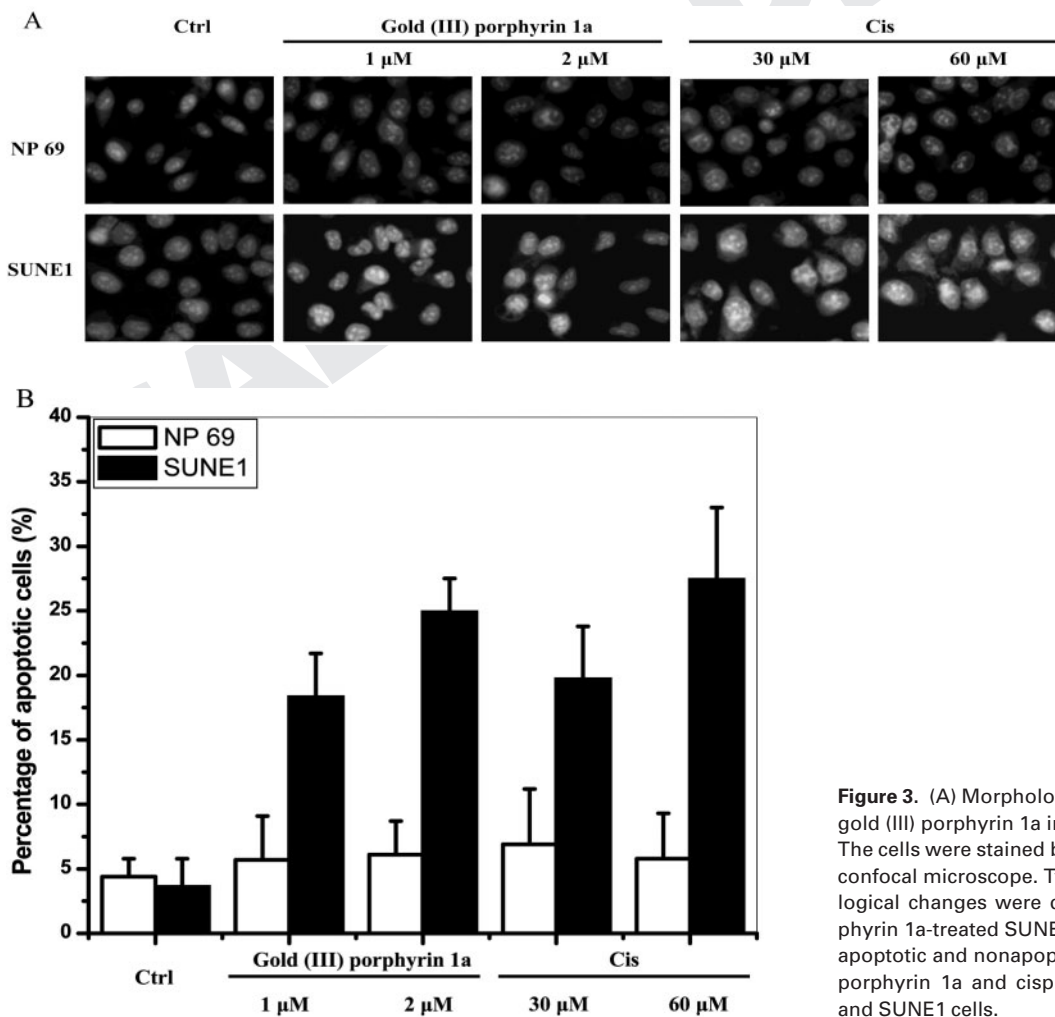 A
Ctrl
Gold (III) porphyrin 1a
Cis
1 µM
2 µM
30 µM
60 µM
NP 69
SUNE1
B
Percentage of apoptotic cells (%)
40
35
30
25
20
15
10
5
0
NP 69
SUNE1
Ctrl
Gold (III) porphyrin 1a
Cis
1 µM
2 µM
30 µM
60 µM
Figure 3. (A) Morpholo
gold (III) porphyrin 1a i
The cells were stained b
confocal microscope. T
logical changes were
phyrin 1a-treated SUNE
apoptotic and nonapop
porphyrin 1a and cisp
and SUNE1 cells.